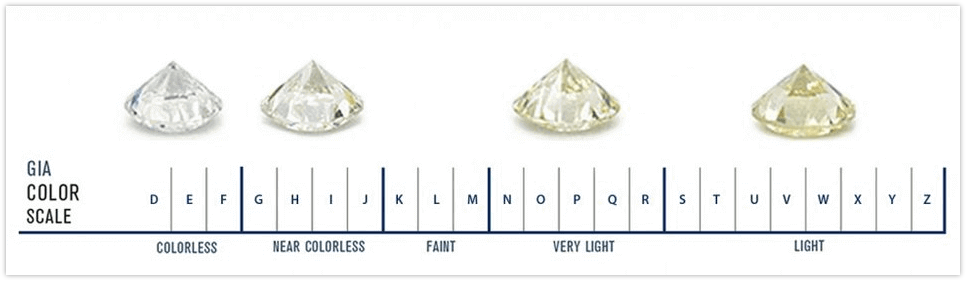 GIA
COLOR
SCALE
D E F G H I J K L M N O P Q R S T U V W X Y Z
COLORLESS NEAR COLORLESS FAINT VERY LIGHT LIGHT